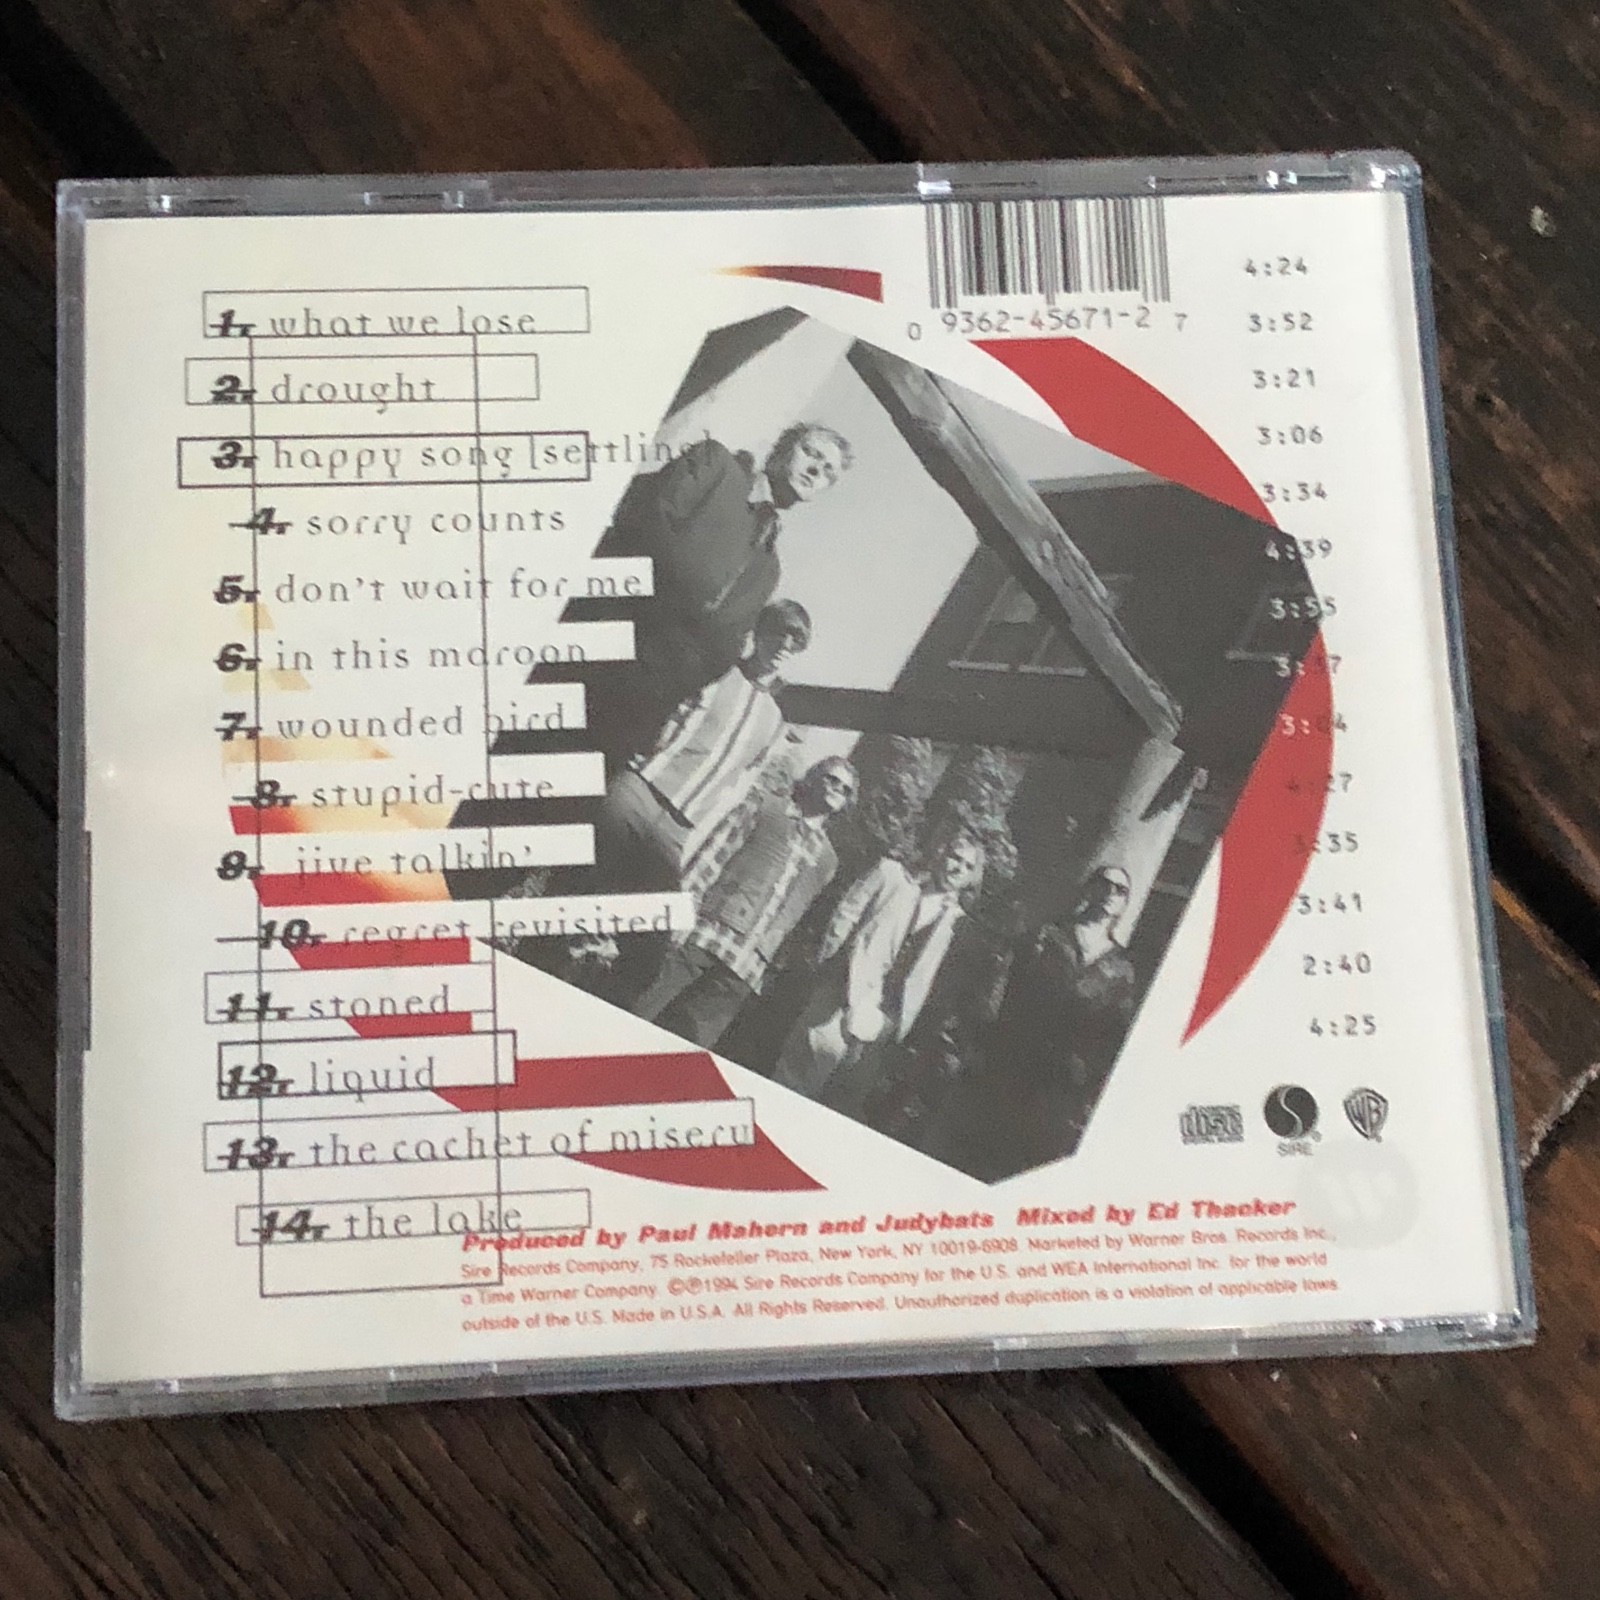 1. what we lose
2. drought
3. happy song [settling]
4. sorry counts
5. don't wait for me
6. in this maroon
7. wounded bird
8. stupid-cute
9. jive talkin'
10. regret revisited
11. stoned
12. liquid
13. the cachet of misery
14. the lake
0 9362-45671-2 7
4:24
3:52
3:21
3:06
3:34
4:39
3:55
3:41
2:40
4:25
disc
SIRE
WB
Produced by Paul Mahern and Judybats Mixed by Ed Thacker
Sire Records Company, 75 Rockefeller Plaza, New York, NY 10019-6908. Marketed by Warner Bros. Records Inc.,
a Time Warner Company. ©℗1994 Sire Records Company for the U.S. and WEA International Inc. for the world
outside of the U.S. Made in U.S.A. All Rights Reserved. Unauthorized duplication is a violation of applicable laws.